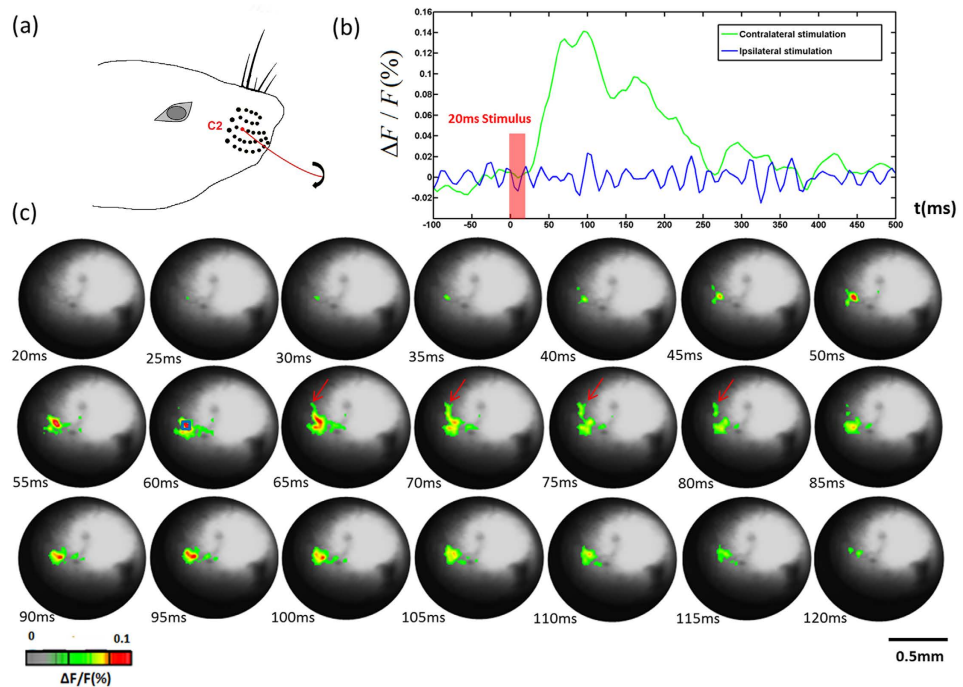 (a)
C2
(b)
ΔF / F(%)
0.16
0.14
0.12
0.1
0.08
0.06
0.04
0.02
0
-0.02
20ms Stimulus
Contralateral stimulation
Ipsilateral stimulation
-100 -50 0 50 100 150 200 250 300 350 400 450 500
t(ms)
(c)
20ms 25ms 30ms 35ms 40ms 45ms 50ms
55ms 60ms 65ms 70ms 75ms 80ms 85ms
90ms 95ms 100ms 105ms 110ms 115ms 120ms
0 0.1
ΔF/F(%)
0.5mm